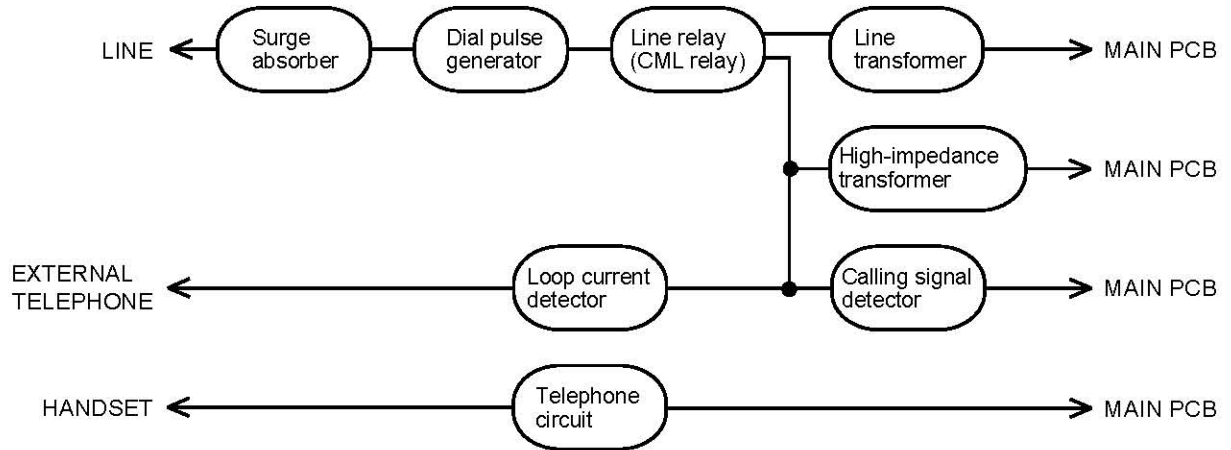 LINE
Surge
absorber
Dial pulse
generator
Line relay
(CML relay)
Line
transformer
MAIN PCB
High-impedance
transformer
MAIN PCB
EXTERNAL
TELEPHONE
Loop current
detector
Calling signal
detector
MAIN PCB
HANDSET
Telephone
circuit
MAIN PCB